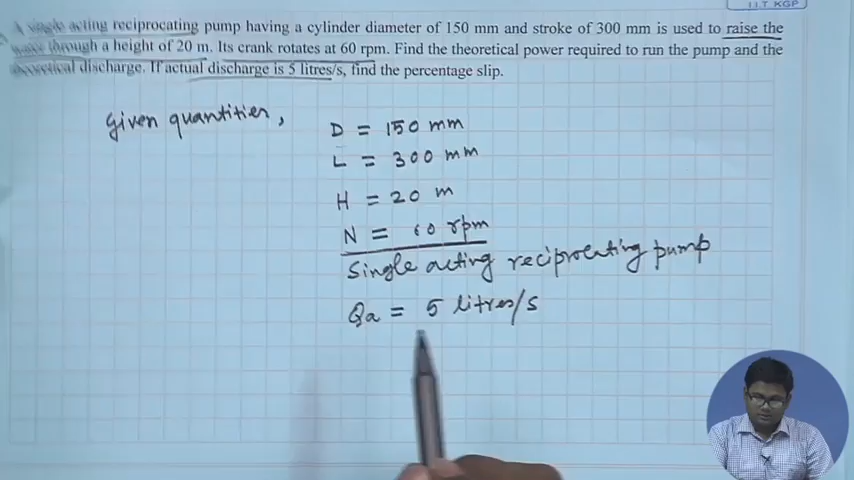 I.I.T KGP
A single acting reciprocating pump having a cylinder diameter of 150 mm and stroke of 300 mm is used to raise the
water through a height of 20 m. Its crank rotates at 60 rpm. Find the theoretical power required to run the pump and the
theoretical discharge. If actual discharge is 5 litres/s, find the percentage slip.
Given quantities,
D = 150 mm
L = 300 mm
H = 20 m
N = 60 rpm
Single acting reciprocating pump
Qa = 5 litres/s